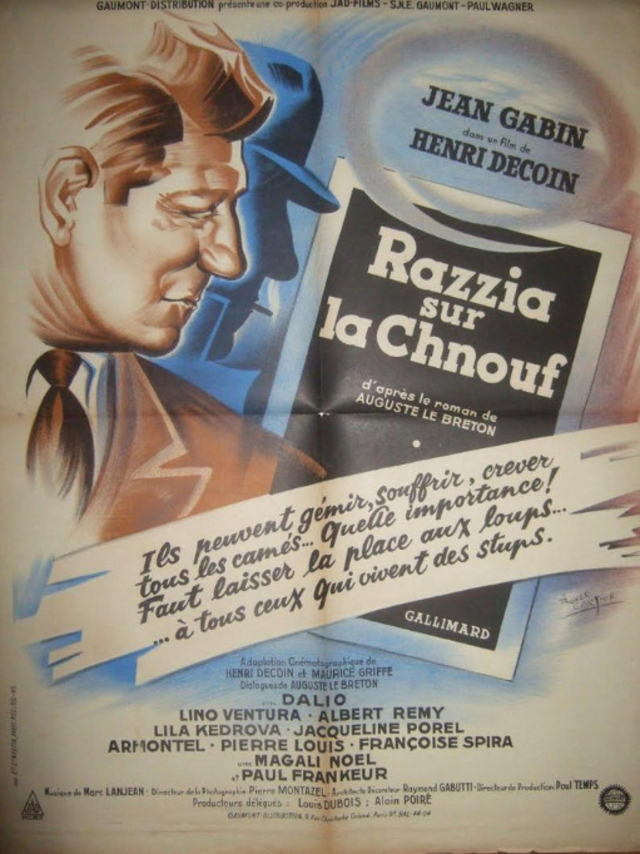 GAUMONT-DISTRIBUTION présente une co-production JAD-FILMS - S.N.E. GAUMONT - PAUL WAGNER
JEAN GABIN
dans un film de
HENRI DECOIN
Razzia
sur
la Chnouf
d'après le roman de
AUGUSTE LE BRETON
Ils peuvent gémir, souffrir, crever
tous les camés... Quelle importance!
Faut laisser la place aux loups...
... à tous ceux qui vivent des stups.
GALLIMARD
Adaptation Cinématographique de
HENRI DECOIN et MAURICE GRIFFE
Dialogues de AUGUSTE LE BRETON
avec DALIO
LINO VENTURA · ALBERT REMY
LILA KEDROVA · JACQUELINE POREL
ARMONTEL · PIERRE LOUIS · FRANÇOISE SPIRA
avec MAGALI NOEL
et PAUL FRANKEUR
Musique de Marc LANJEAN - Directeur de la Photographie Pierre MONTAZEL - Architecte Décorateur Raymond GABUTTI - Directeur de Production Paul TEMPS
Producteurs délégués : Louis DUBOIS ; Alain POIRÉ
GAUMONT-DISTRIBUTION